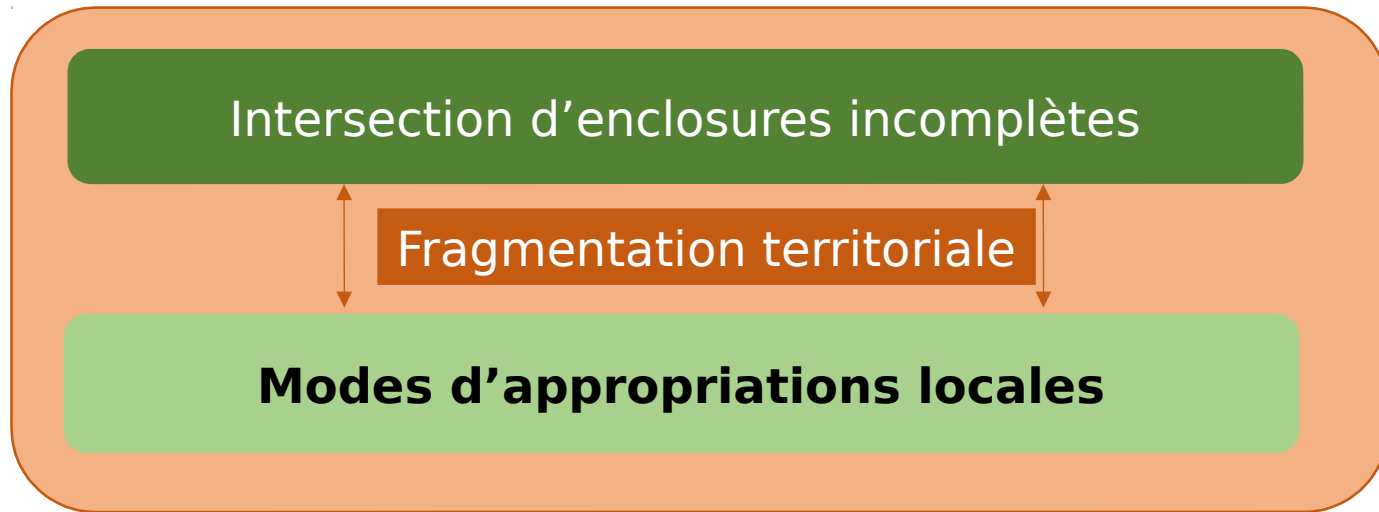 Intersection d’enclosures incomplètes
Fragmentation territoriale
Modes d’appropriations locales